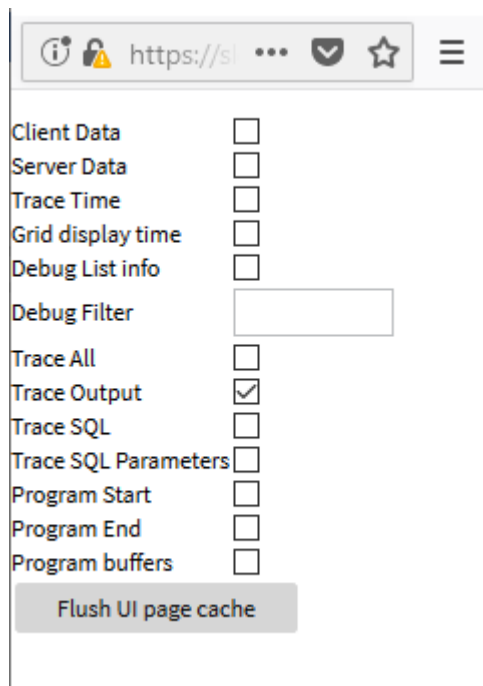 https://s
Client Data
Server Data
Trace Time
Grid display time
Debug List info
Debug Filter
Trace All
Trace Output
Trace SQL
Trace SQL Parameters
Program Start
Program End
Program buffers
Flush UI page cache